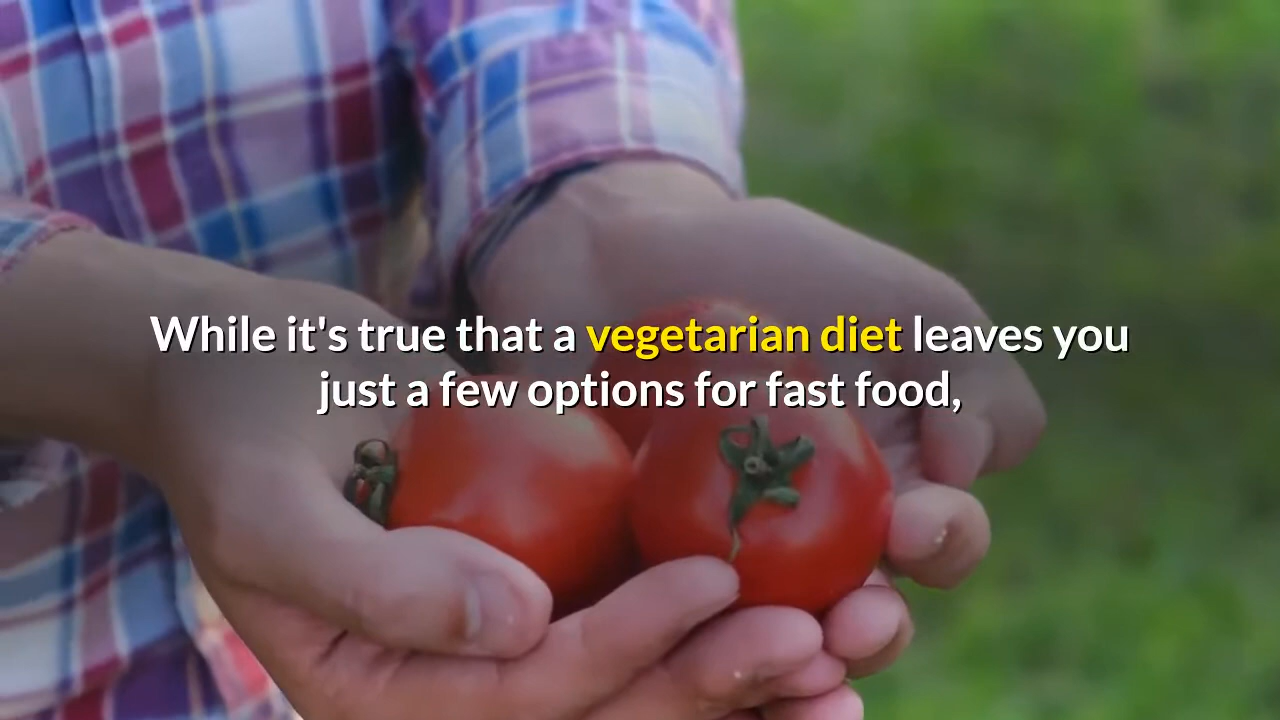 While it's true that a vegetarian diet leaves you
just a few options for fast food,